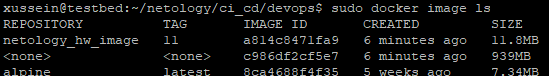 xussein@testbed:~/netology/ci_cd/devops$ sudo docker image ls
REPOSITORY TAG IMAGE ID CREATED SIZE
netology_hw_image 11 a814c8471fa9 6 minutes ago 11.8MB
<none> <none> c986df2cf5e7 6 minutes ago 939MB
alpine latest 8ca4688f4f35 5 weeks ago 7.34MB